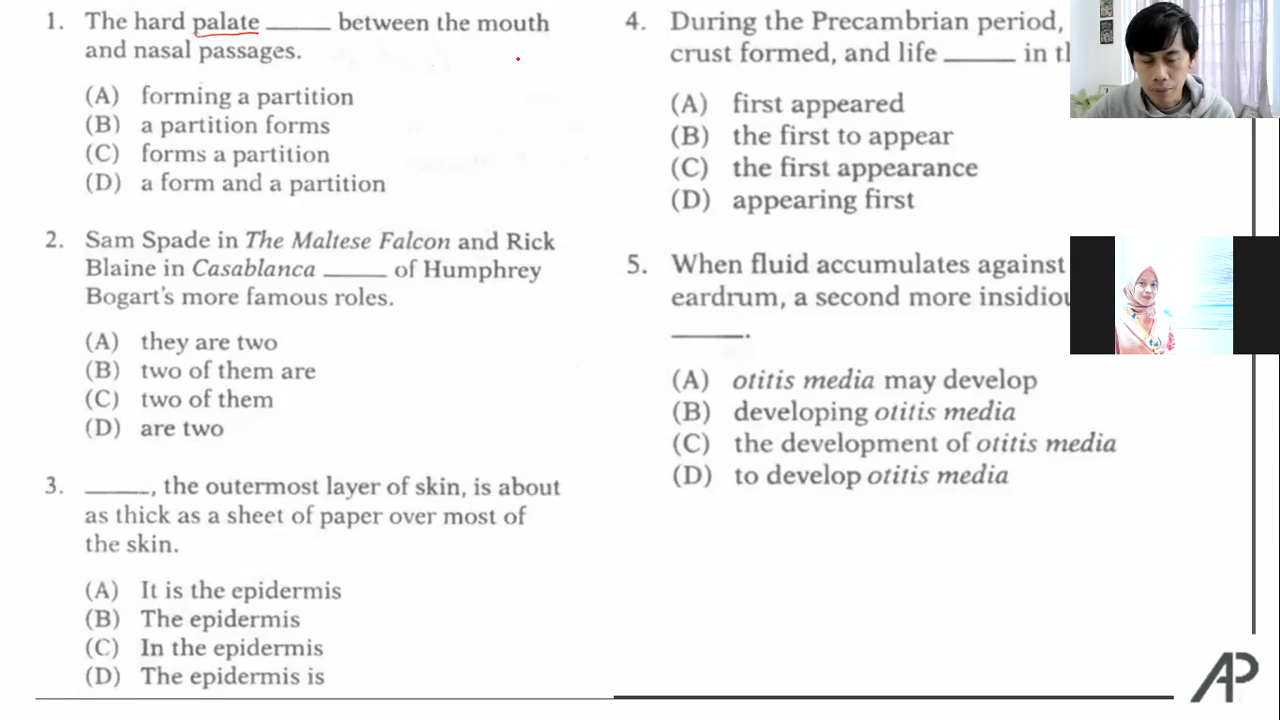 1. The hard palate _____ between the mouth
and nasal passages.
(A) forming a partition
(B) a partition forms
(C) forms a partition
(D) a form and a partition
2. Sam Spade in The Maltese Falcon and Rick
Blaine in Casablanca _____ of Humphrey
Bogart's more famous roles.
(A) they are two
(B) two of them are
(C) two of them
(D) are two
3. _____, the outermost layer of skin, is about
as thick as a sheet of paper over most of
the skin.
(A) It is the epidermis
(B) The epidermis
(C) In the epidermis
(D) The epidermis is
4. During the Precambrian period,
crust formed, and life _____ in
(A) first appeared
(B) the first to appear
(C) the first appearance
(D) appearing first
5. When fluid accumulates against
eardrum, a second more
_____.
(A) otitis media may develop
(B) developing otitis media
(C) the development of otitis media
(D) to develop otitis media
AP